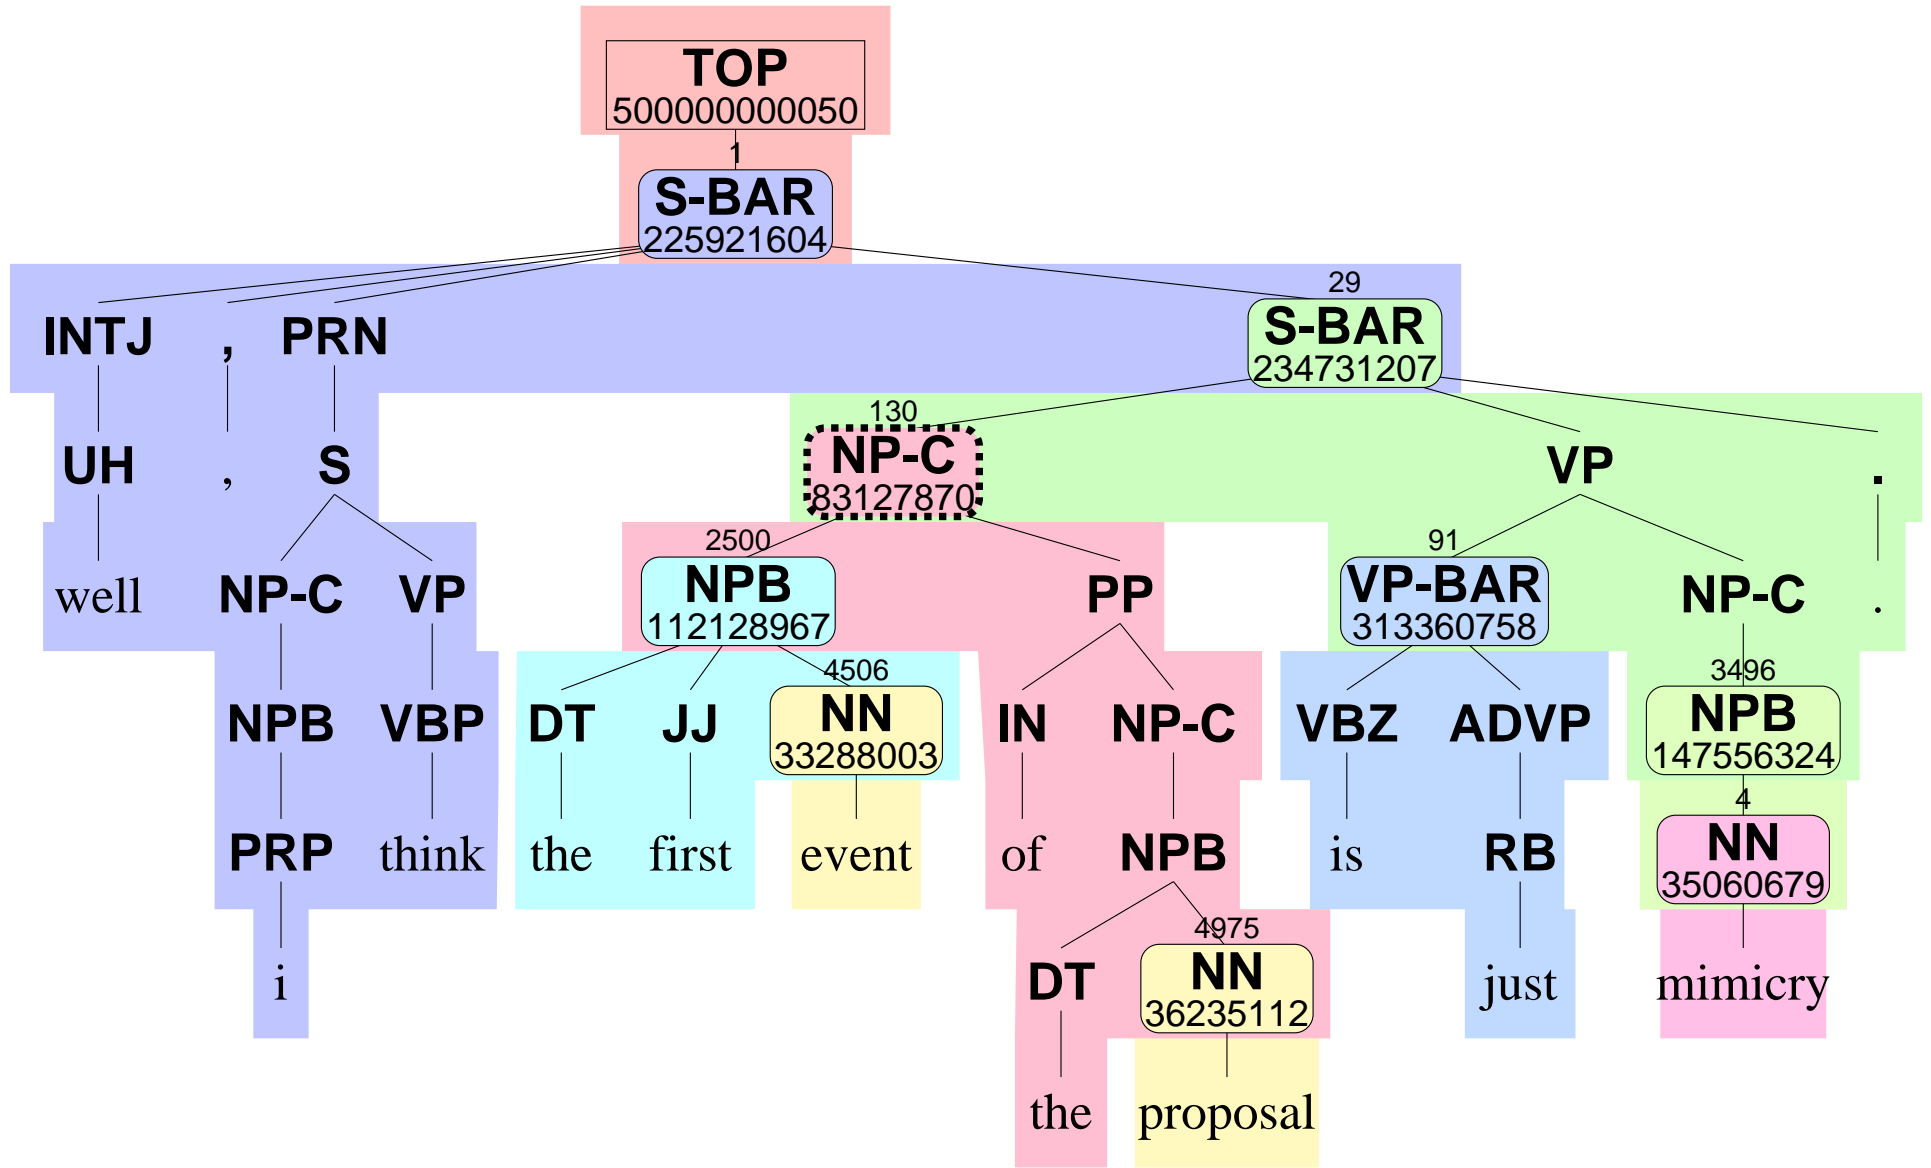 TOP
500000000050
1
S-BAR
225921604
29
INTJ , PRN S-BAR
234731207
130
UH , S NP-C VP .
83127870
2500 91
well NP-C VP NPB PP VP-BAR NP-C .
112128967 313360758
4506 3496
NPB VBP DT JJ NN IN NP-C VBZ ADVP NPB
33288003 147556324
4
PRP think the first event of NPB is RB NN
35060679
4975
i DT NN just mimicry
36235112
the proposal